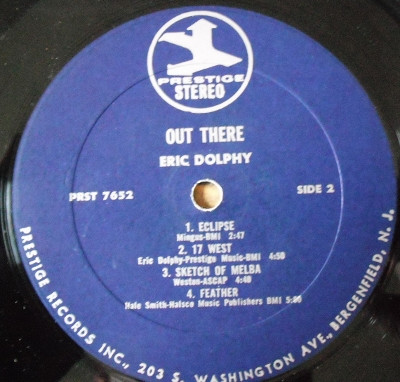 PRESTIGE
STEREO
OUT THERE
ERIC DOLPHY
PRST 7652
SIDE 2
1. ECLIPSE
Mingus-BMI 2:47
2. 17 WEST
Eric Dolphy-Prestige Music-BMI 4:50
3. SKETCH OF MELBA
Weston-ASCAP 4:40
4. FEATHER
Hale Smith-Halsco Music Publishers BMI 5:00
PRESTIGE RECORDS INC., 203 S. WASHINGTON AVE., BERGENFIELD, N. J.